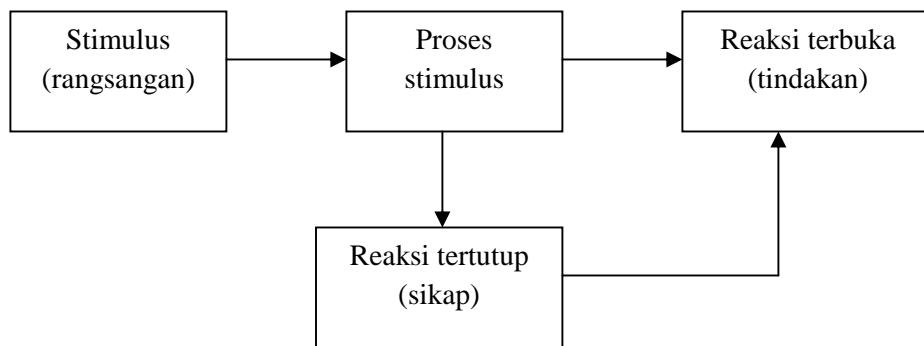 Stimulus
(rangsangan)
Proses
stimulus
Reaksi terbuka
(tindakan)
Reaksi tertutup
(sikap)